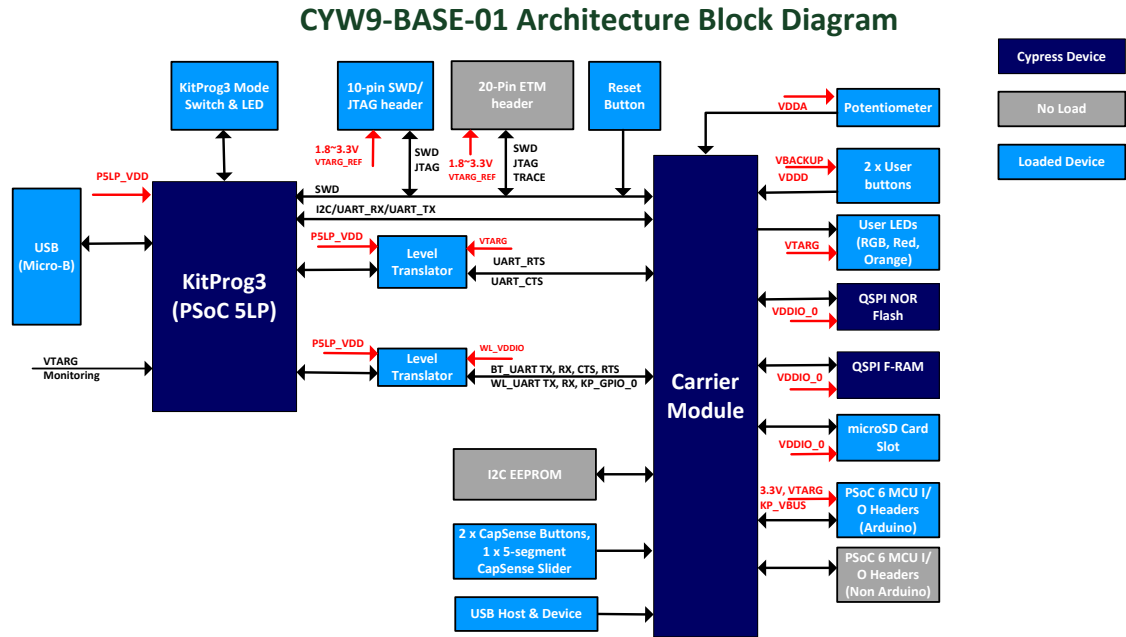 CYW9-BASE-01 Architecture Block Diagram
Cypress Device
No Load
Loaded Device
KitProg3 Mode
Switch & LED
10-pin SWD/
JTAG header
20-Pin ETM
header
Reset
Button
1.8~3.3V
VTARG_REF
SWD
JTAG
1.8~3.3V
VTARG_REF
SWD
JTAG
TRACE
P5LP_VDD
USB
(Micro-B)
KitProg3
(PSoC 5LP)
VTARG
Monitoring
SWD
I2C/UART_RX/UART_TX
P5LP_VDD
Level
Translator
VTARG
UART_RTS
UART_CTS
P5LP_VDD
Level
Translator
WL_VDDIO
BT_UART TX, RX, CTS, RTS
WL_UART TX, RX, KP_GPIO_0
I2C EEPROM
2 x CapSense Buttons,
1 x 5-segment
CapSense Slider
USB Host & Device
Carrier
Module
VDDA
Potentiometer
VBACKUP
VDDD
2 x User
buttons
VTARG
User LEDs
(RGB, Red,
Orange)
VDDIO_0
QSPI NOR
Flash
VDDIO_0
QSPI F-RAM
VDDIO_0
microSD Card
Slot
3.3V, VTARG
KP_VBUS
PSoC 6 MCU I/
O Headers
(Arduino)
PSoC 6 MCU I/
O Headers
(Non Arduino)